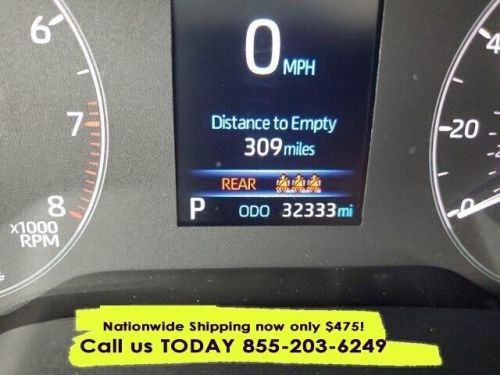 6
7
8
x1000
RPM
0 MPH
Distance to Empty
309 miles
REAR
P ODO 32333 mi
20
0
Nationwide Shipping now only $475!
Call us TODAY 855-203-6249